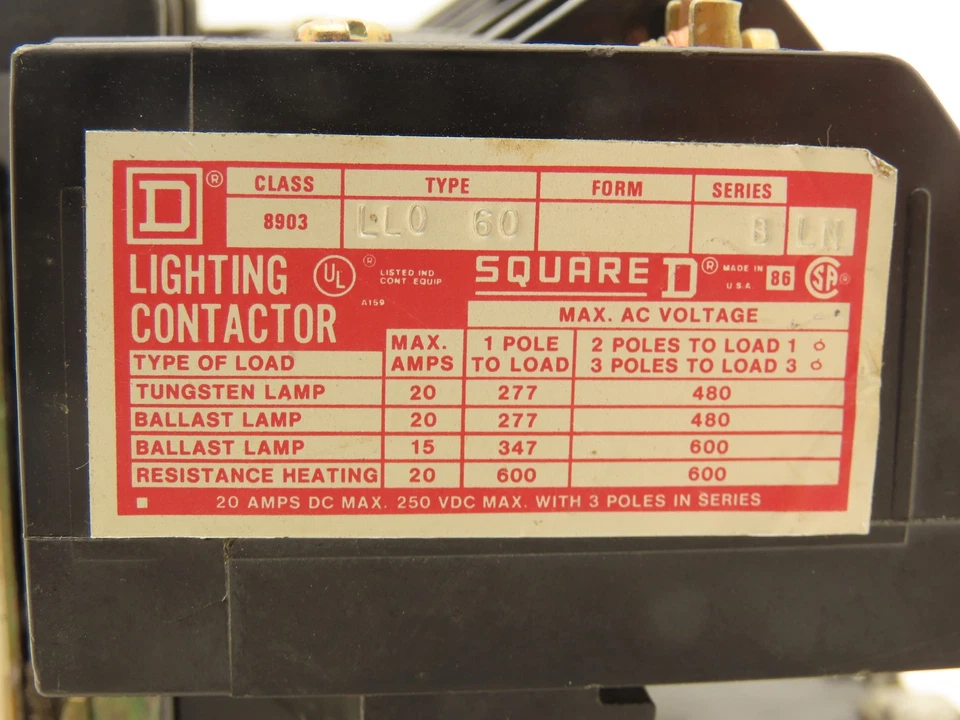 D ® CLASS TYPE FORM SERIES
8903 LLO 60 B LN
LIGHTING CONTACTOR
UL ® LISTED IND CONT EQUIP
A159
SQUARE D ® MADE IN U.S.A. 86 SA ®
MAX. AC VOLTAGE
TYPE OF LOAD MAX. AMPS 1 POLE TO LOAD 2 POLES TO LOAD 1 ϕ
3 POLES TO LOAD 3 ϕ
TUNGSTEN LAMP 20 277 480
BALLAST LAMP 20 277 480
BALLAST LAMP 15 347 600
RESISTANCE HEATING 20 600 600
20 AMPS DC MAX. 250 VDC MAX. WITH 3 POLES IN SERIES